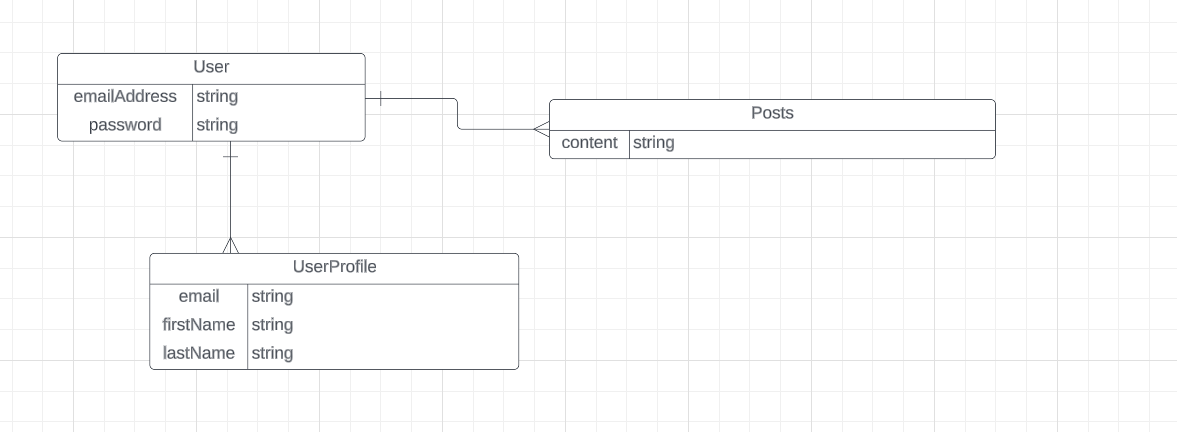 User
emailAddress string
password string
Posts
content string
UserProfile
email string
firstName string
lastName string